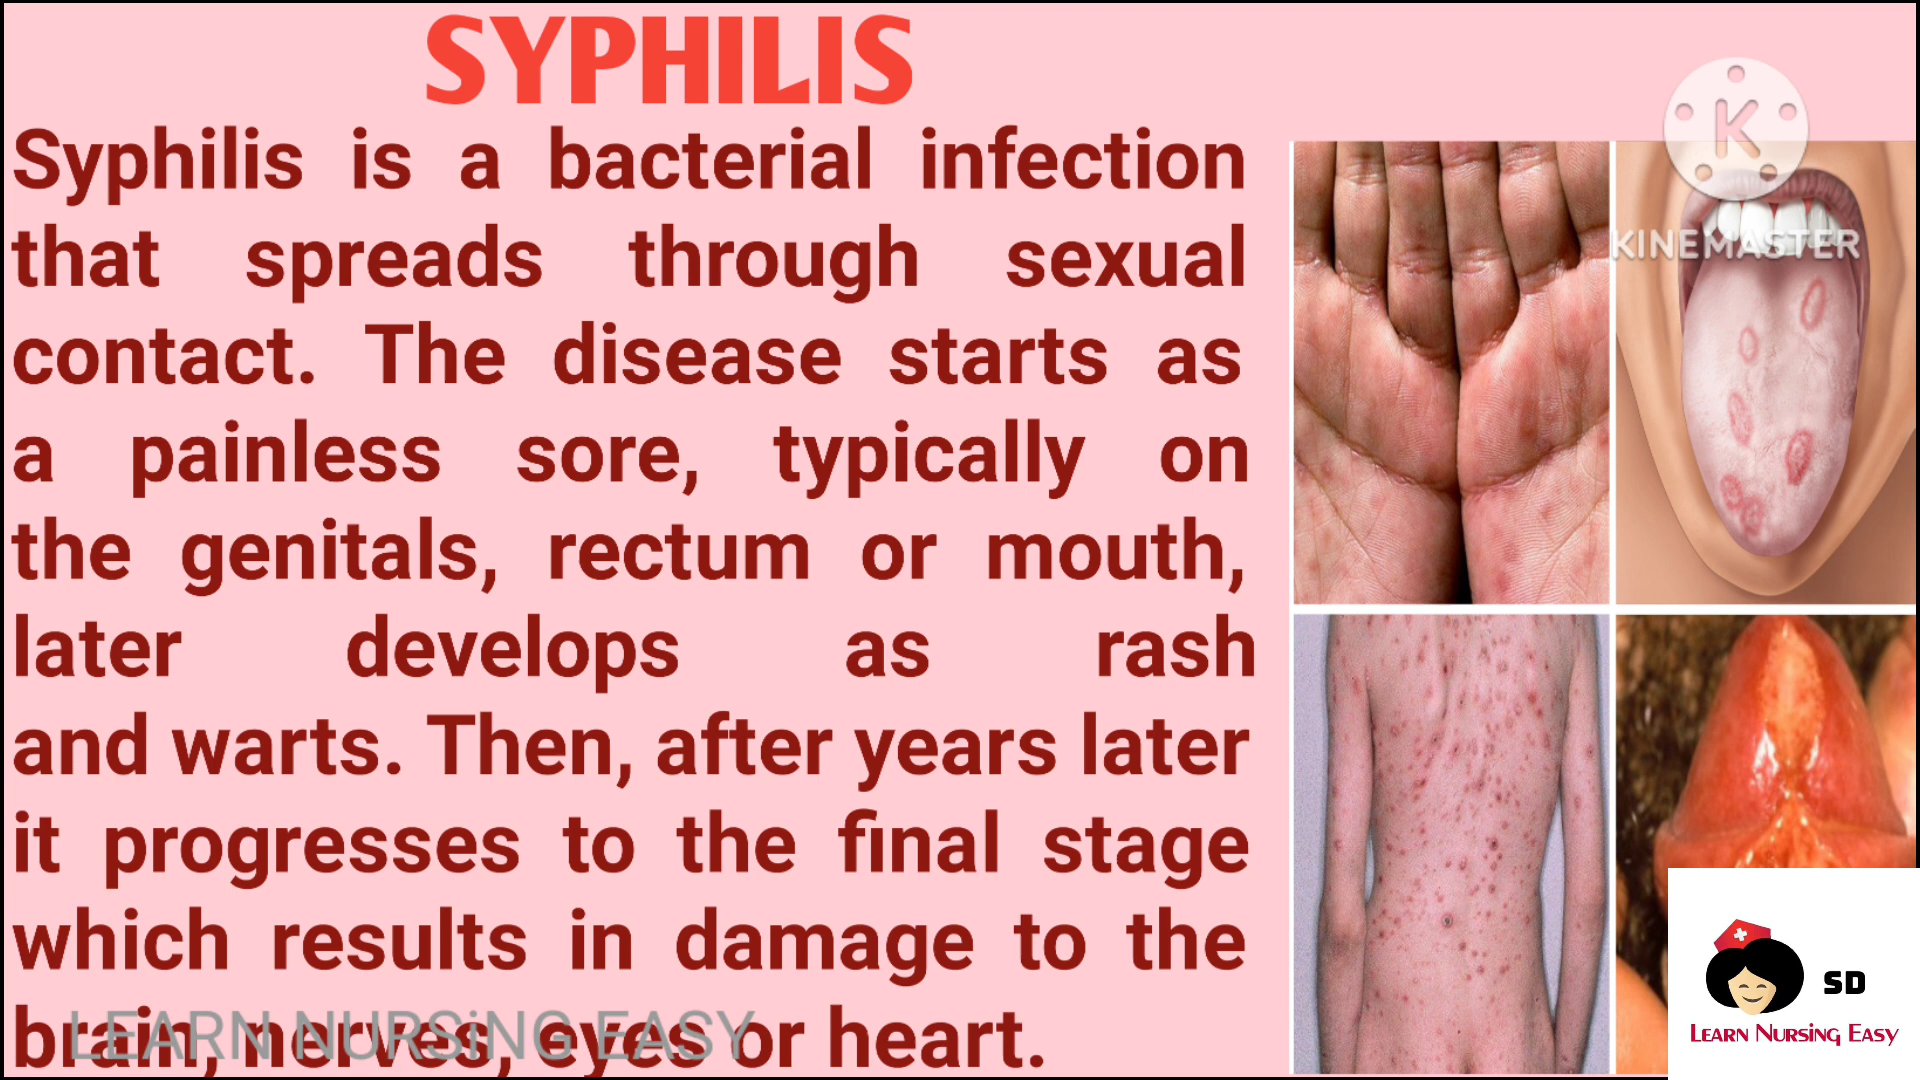 SYPHILIS
Syphilis is a bacterial infection
that spreads through sexual
contact. The disease starts as
a painless sore, typically on
the genitals, rectum or mouth,
later develops as rash
and warts. Then, after years later
it progresses to the final stage
which results in damage to the
brain, nerves, eyes or heart.
LEARN NURSiNG EASY
K
KINEMASTER
SD
LEARN NURSING EASY